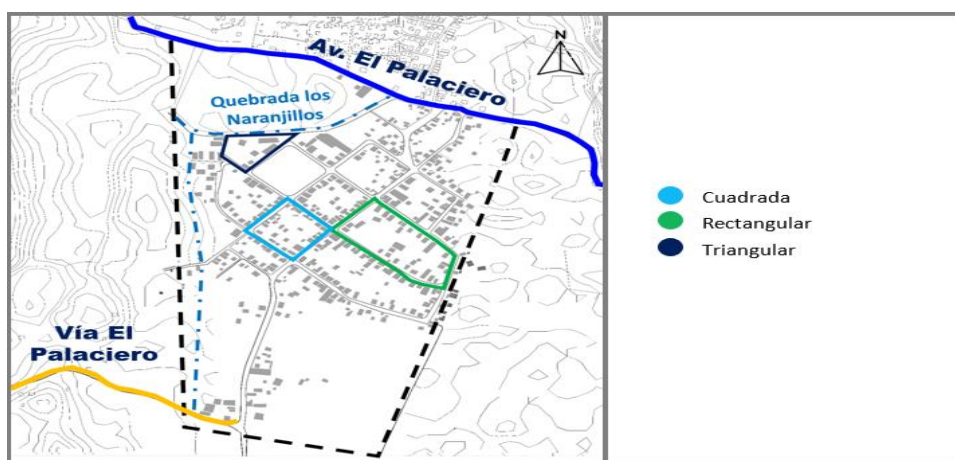 N
Av. El Palaciero
Quebrada los
Naranjillos
Vía El
Palaciero
Cuadrada
Rectangular
Triangular